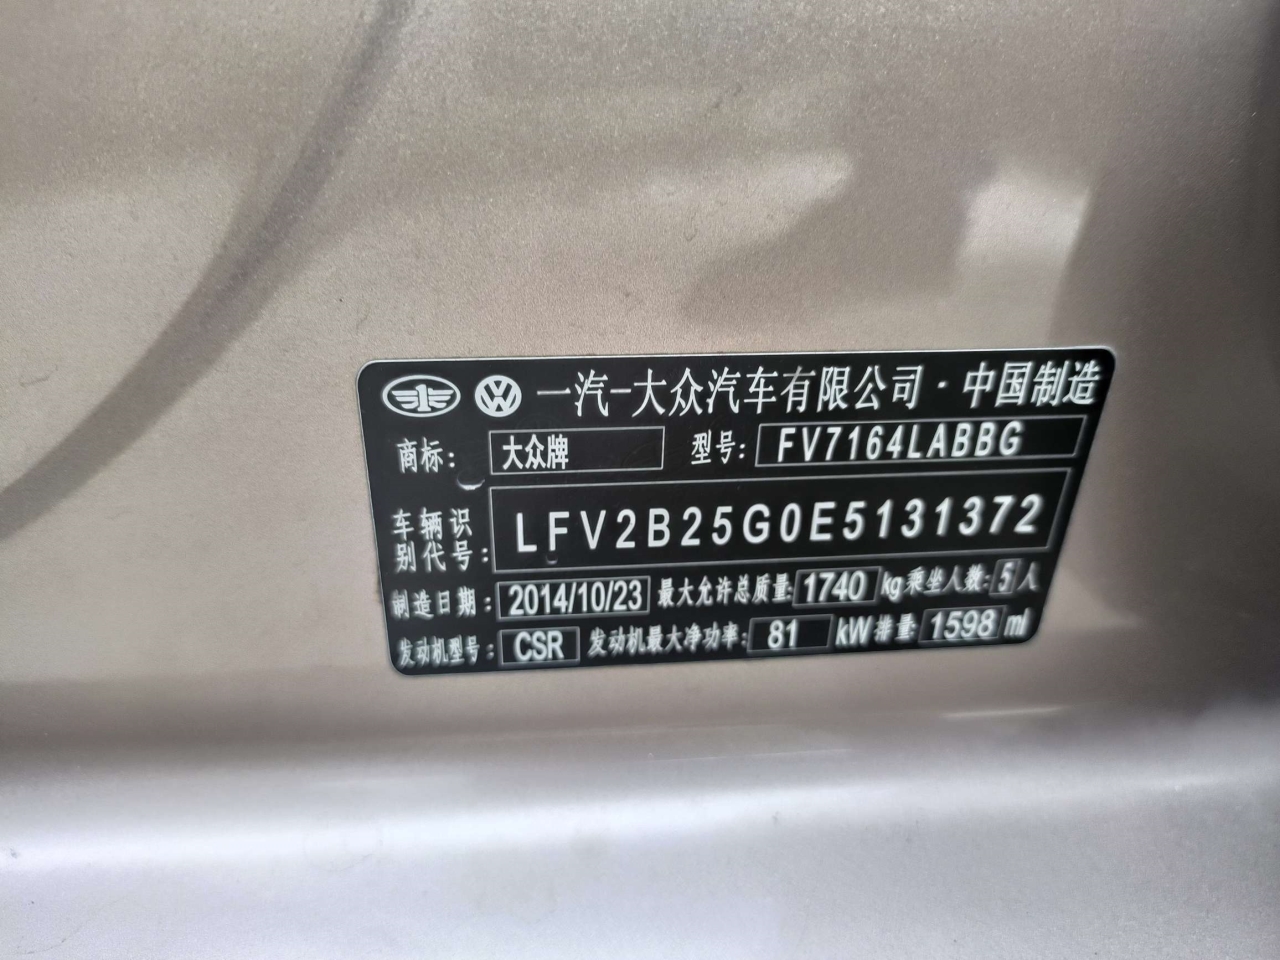 一汽-大众汽车有限公司·中国制造
商标: 大众牌 型号: FV7164LABBG
车辆识别代号: LFV2B25G0E5131372
制造日期: 2014/10/23 最大允许总质量: 1740 kg 乘坐人数: 5 人
发动机型号: CSR 发动机最大净功率: 81 kW 排量 1598 ml